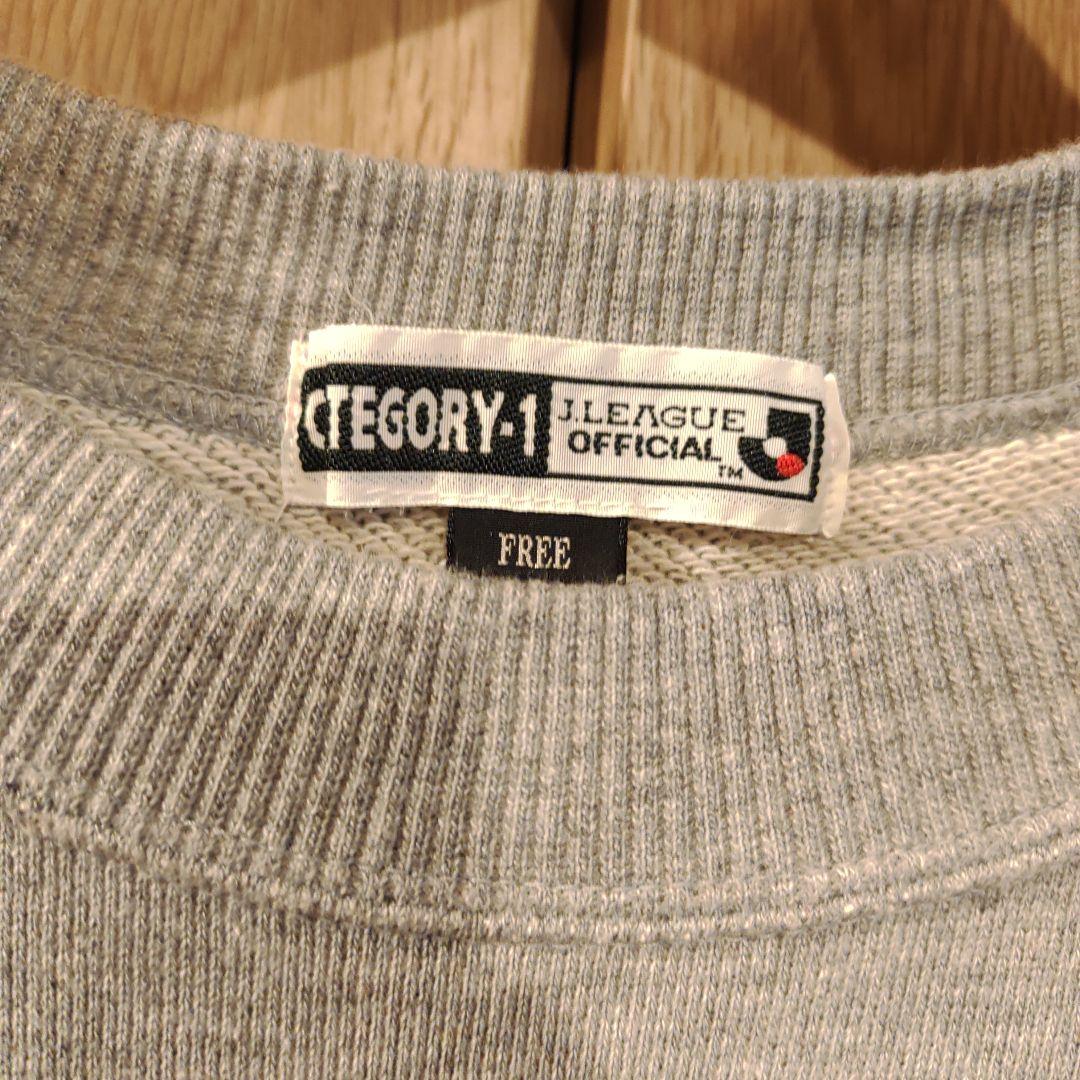 CTEGORY-1
J.LEAGUE
OFFICIAL
TM
FREE